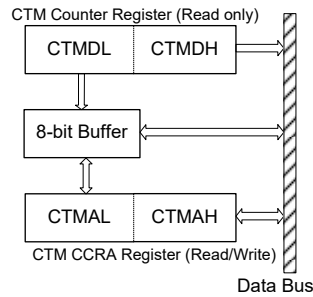 CTM Counter Register (Read only)
CTMDL CTMDH
8-bit Buffer
CTMAL CTMAH
CTM CCRA Register (Read/Write)
Data Bus